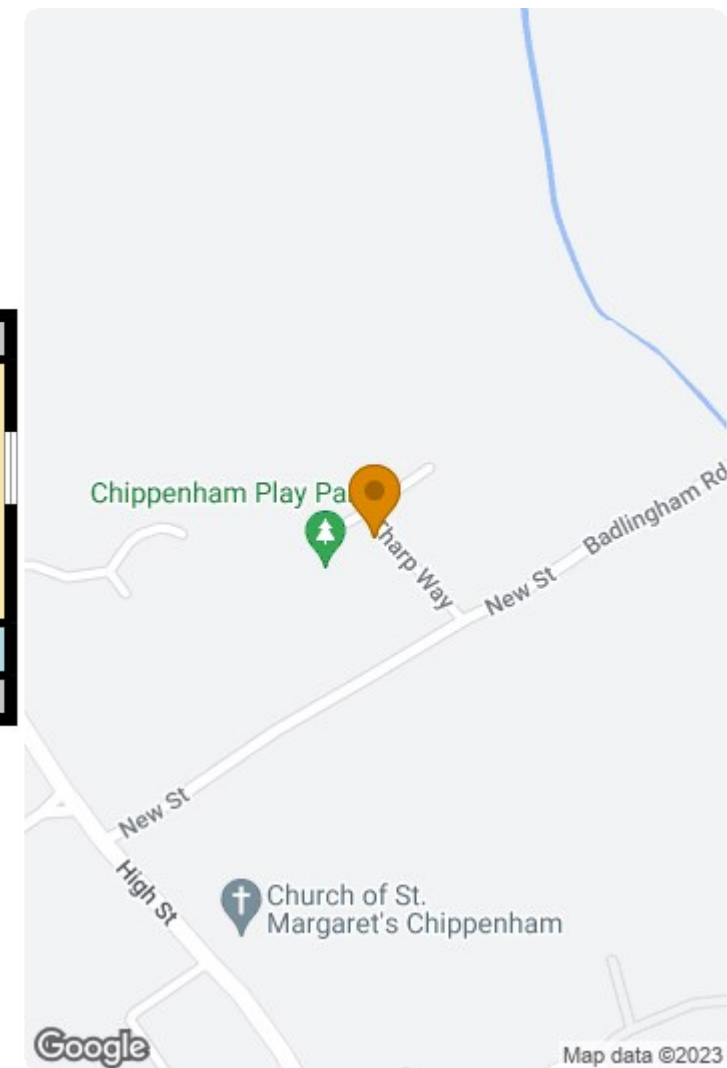 Chippenham Play Pa
Tharp Way
New St
Badlingham Rd
New St
High St
Church of St.
Margaret's Chippenham
Google
Map data ©2023